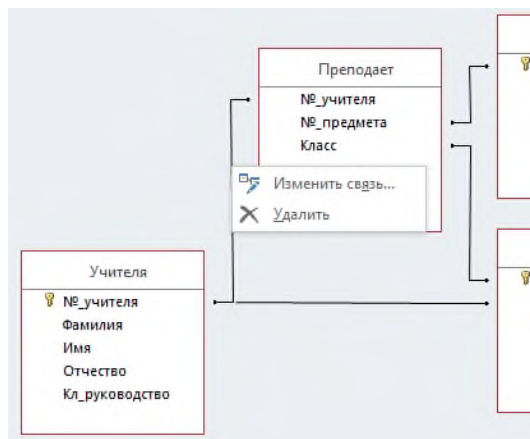 Преподает
№_учителя
№_предмета
Класс
Изменить связь...
Удалить
Учителя
№_учителя
Фамилия
Имя
Отчество
Кл_руководство